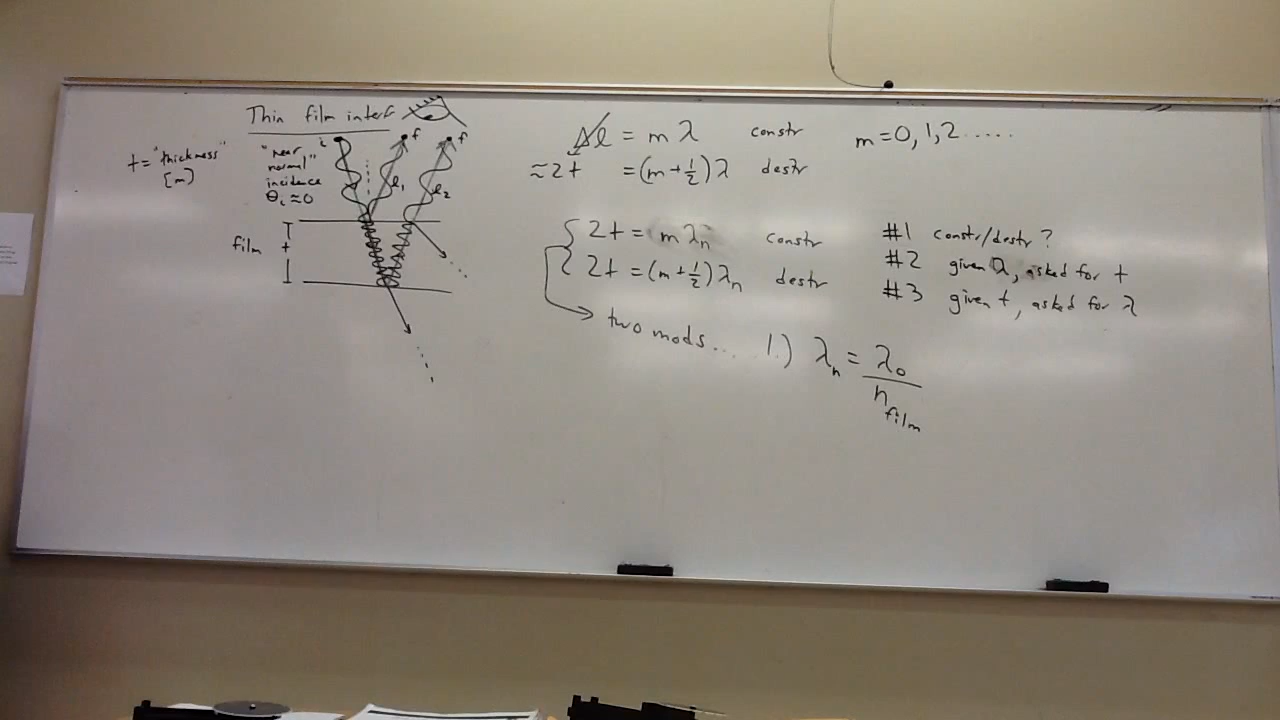 Thin film interf
t = "thickness"
[m]
"near
normal"
incidence
θi ≈ 0
i
f
f
ℓ1
ℓ2
film
t
Δℓ = mλ constr
≈2t = (m+½)λ destr
m = 0, 1, 2 .....
2t = mλn constr
2t = (m+½)λn destr
#1 constr/destr?
#2 given λ, asked for t
#3 given t, asked for λ
two mods.... 1.) λn = λ0 / nfilm